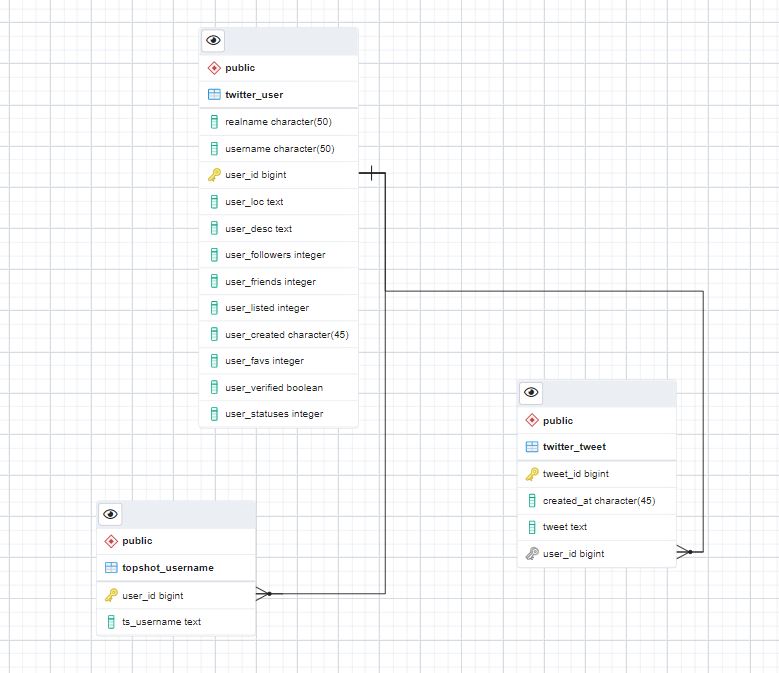 public
twitter_user
realname character(50)
username character(50)
user_id bigint
user_loc text
user_desc text
user_followers integer
user_friends integer
user_listed integer
user_created character(45)
user_favs integer
user_verified boolean
user_statuses integer
public
twitter_tweet
tweet_id bigint
created_at character(45)
tweet text
user_id bigint
public
topshot_username
user_id bigint
ts_username text